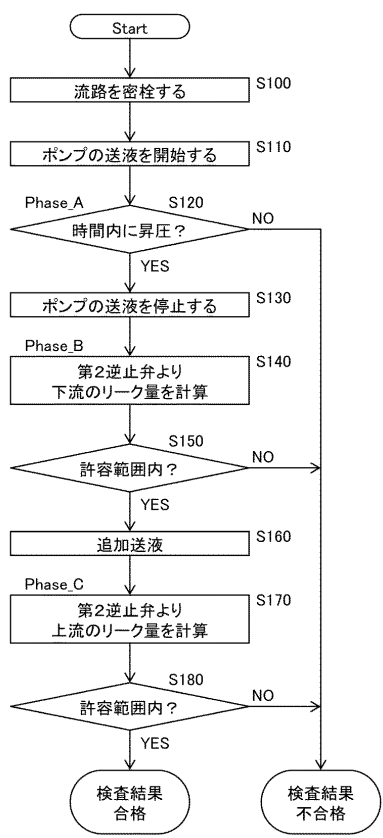 Start
流路を密栓する
S100
ポンプの送液を開始する
S110
Phase_A
S120
時間内に昇圧？
NO
YES
ポンプの送液を停止する
S130
Phase_B
S140
第２逆止弁より
下流のリーク量を計算
S150
許容範囲内？
NO
YES
追加送液
S160
Phase_C
S170
第２逆止弁より
上流のリーク量を計算
S180
許容範囲内？
NO
YES
検査結果
合格
検査結果
不合格